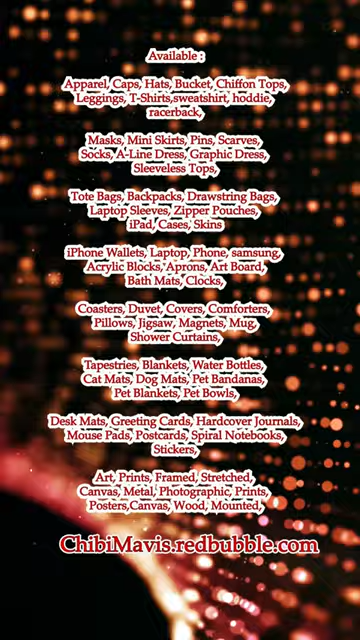 Available :
Apparel, Caps, Hats, Bucket, Chiffon Tops,
Leggings, T-Shirts,sweatshirt, hoddie,
racerback,
Masks, Mini Skirts, Pins, Scarves,
Socks, A-Line Dress, Graphic Dress,
Sleeveless Tops,
Tote Bags, Backpacks, Drawstring Bags,
Laptop Sleeves, Zipper Pouches,
iPad, Cases, Skins
iPhone Wallets, Laptop, Phone, samsung,
Acrylic Blocks, Aprons, Art Board,
Bath Mats, Clocks,
Coasters, Duvet, Covers, Comforters,
Pillows, Jigsaw, Magnets, Mug,
Shower Curtains,
Tapestries, Blankets, Water Bottles,
Cat Mats, Dog Mats, Pet Bandanas,
Pet Blankets, Pet Bowls,
Desk Mats, Greeting Cards, Hardcover Journals,
Mouse Pads, Postcards, Spiral Notebooks,
Stickers,
Art, Prints, Framed, Stretched,
Canvas, Metal, Photographic, Prints,
Posters,Canvas, Wood, Mounted,
ChibiMavis.redbubble.com